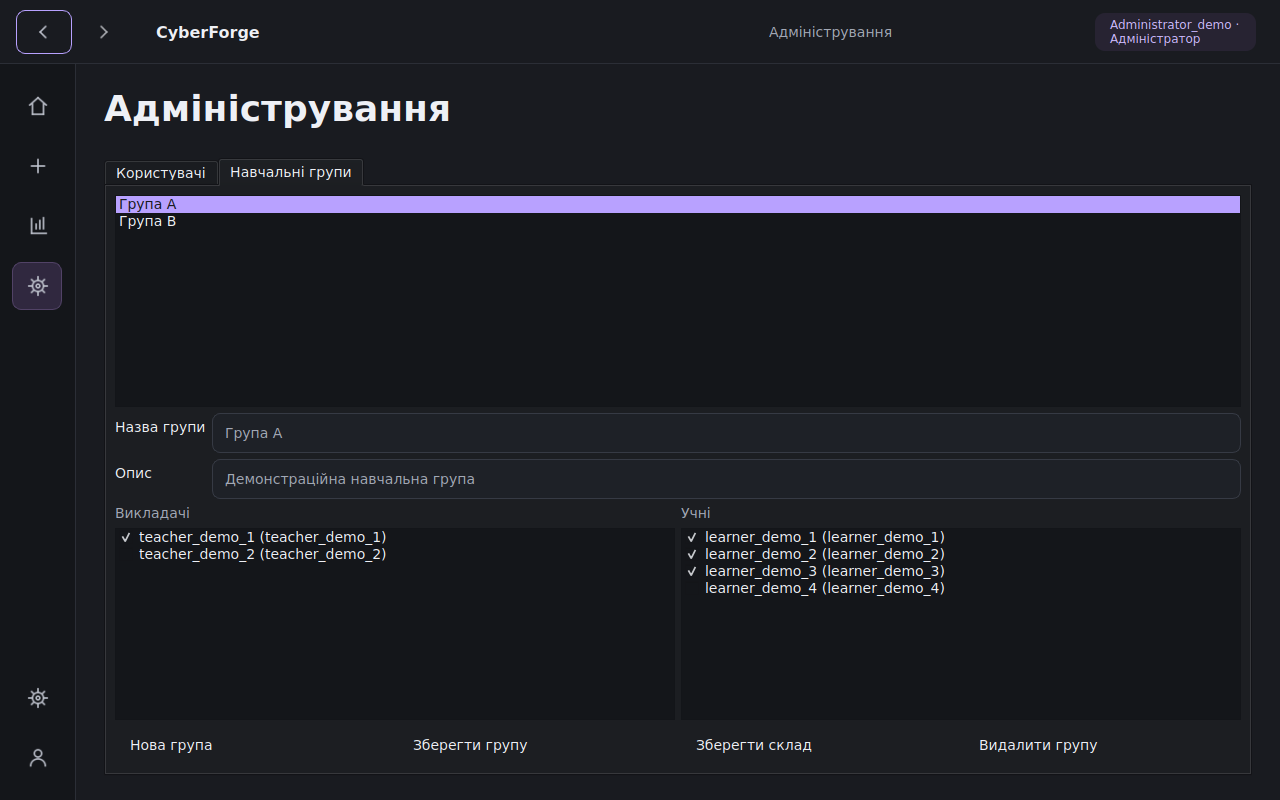 CyberForge
Адміністрування
Administrator_demo ·
Адміністратор
Адміністрування
Користувачі
Навчальні групи
Група A
Група B
Назва групи
Група A
Опис
Демонстраційна навчальна група
Викладачі
✓ teacher_demo_1 (teacher_demo_1)
teacher_demo_2 (teacher_demo_2)
Учні
✓ learner_demo_1 (learner_demo_1)
✓ learner_demo_2 (learner_demo_2)
✓ learner_demo_3 (learner_demo_3)
learner_demo_4 (learner_demo_4)
Нова група
Зберегти групу
Зберегти склад
Видалити групу